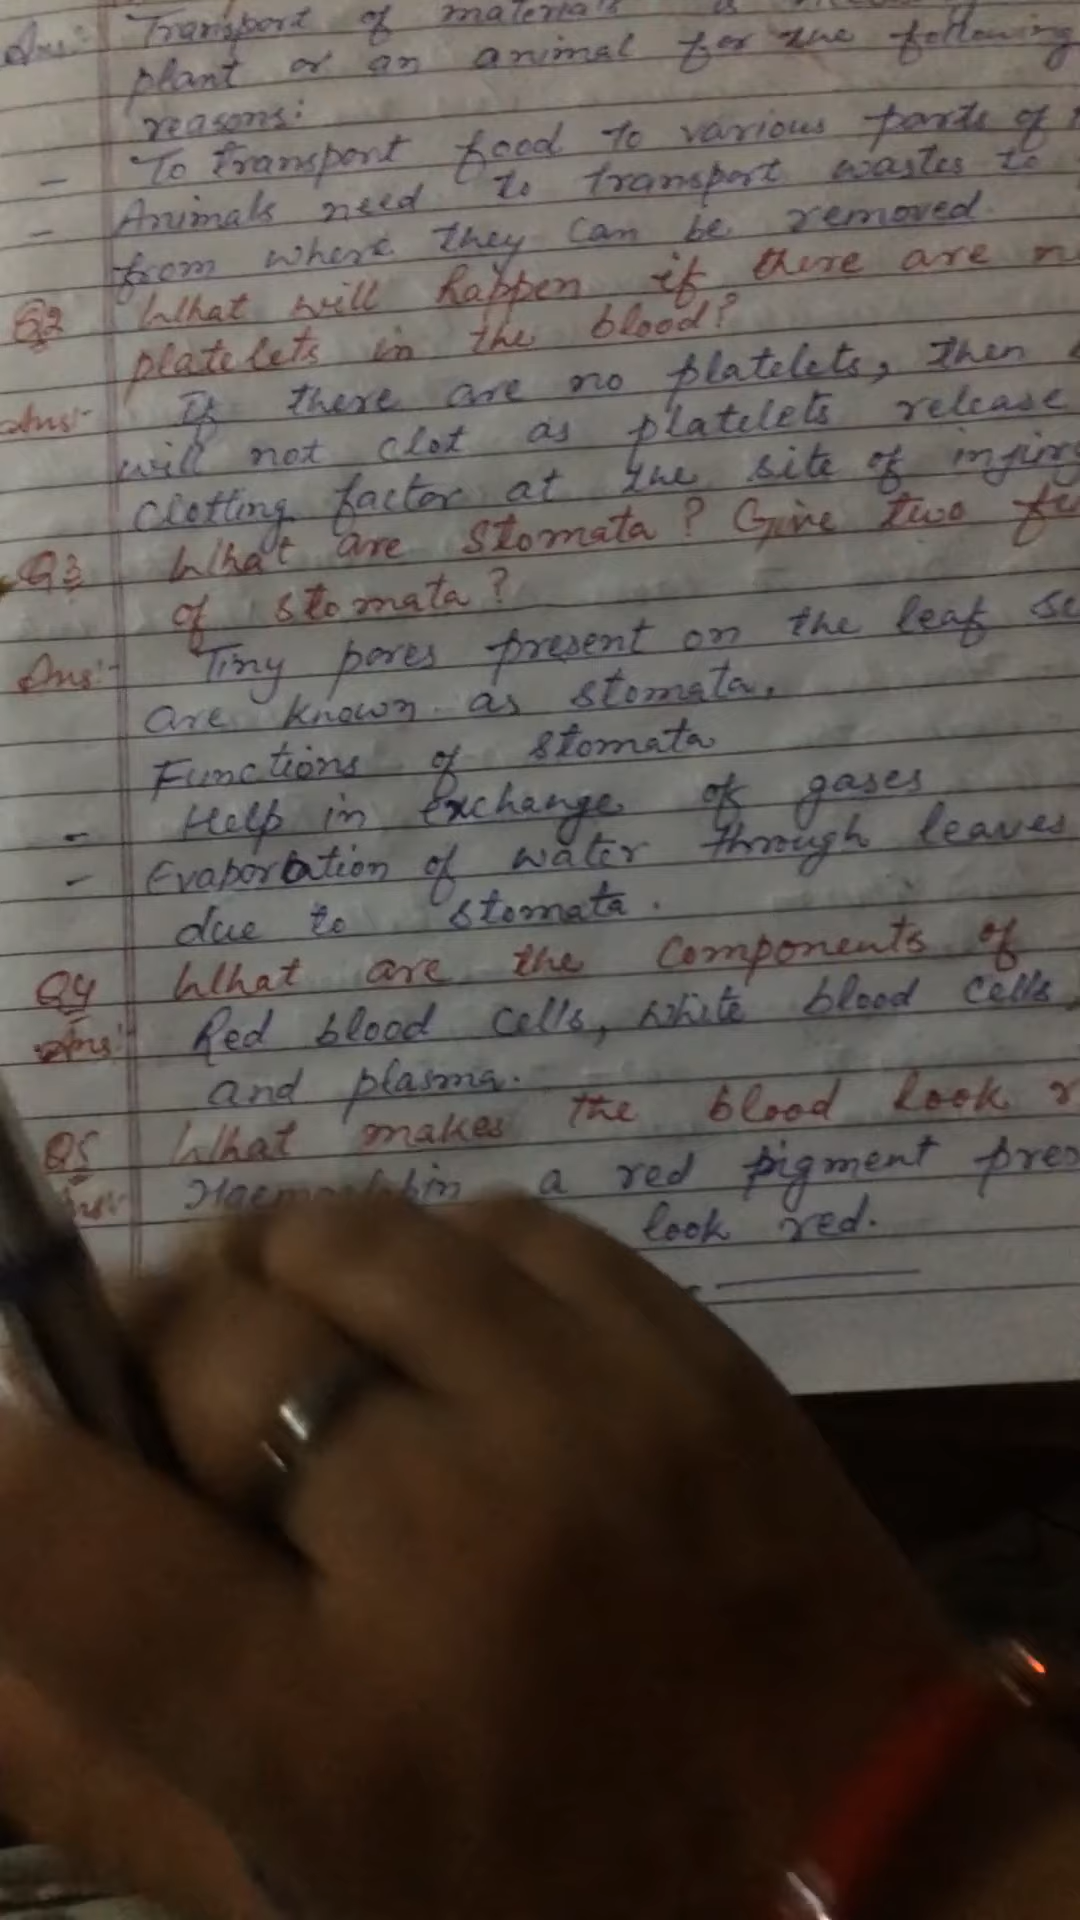 Ans:- Transport of materials is
plant or an animal for the following
reasons:
- To transport food to various parts of
- Animals need to transport wastes to
from where they can be removed.
Q2 What will happen if there are
platelets in the blood?
Ans:- If there are no platelets, then
will not clot as platelets release
clotting factor at the site of injury
Q3 What are stomata? Give two
of stomata?
Ans:- Tiny pores present on the leaf
are known as stomata.
Functions of stomata
- Help in exchange of gases
- Evaporation of water through leaves
due to stomata.
Q4 What are the components of
Ans:- Red blood cells, white blood cells,
and plasma.
Q5 What makes the blood look
a red pigment
look red.